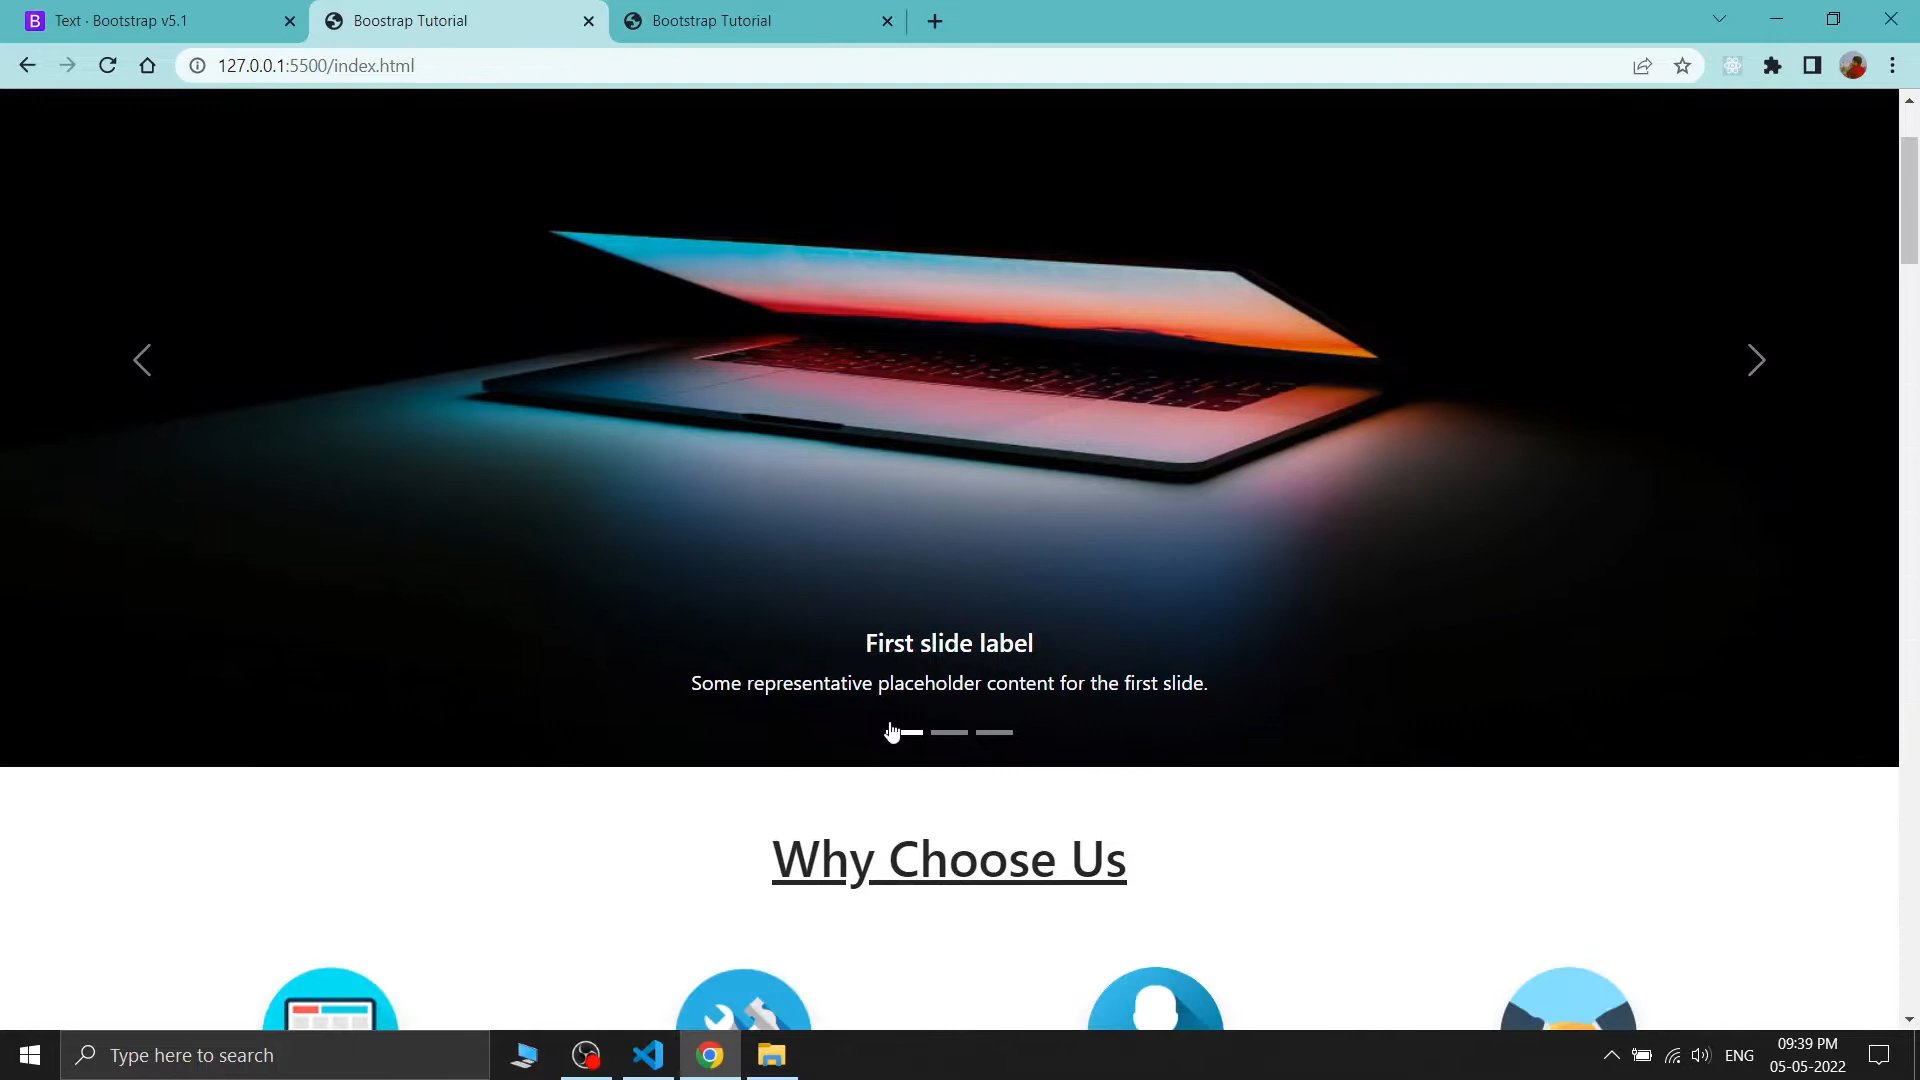 Text · Bootstrap v5.1
Boostrap Tutorial
Bootstrap Tutorial
127.0.0.1:5500/index.html
First slide label
Some representative placeholder content for the first slide.
Why Choose Us
Type here to search
ENG
09:39 PM
05-05-2022